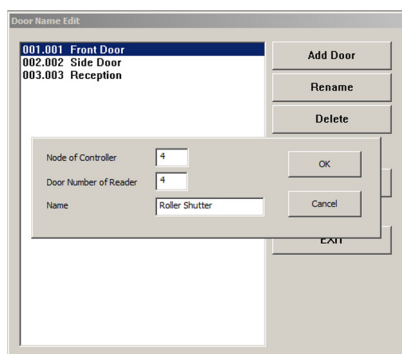 Door Name Edit
001.001 Front Door
002.002 Side Door
003.003 Reception
Add Door
Rename
Delete
Node of Controller 4
Door Number of Reader 4
Name Roller Shutter
OK
Cancel
EXIT